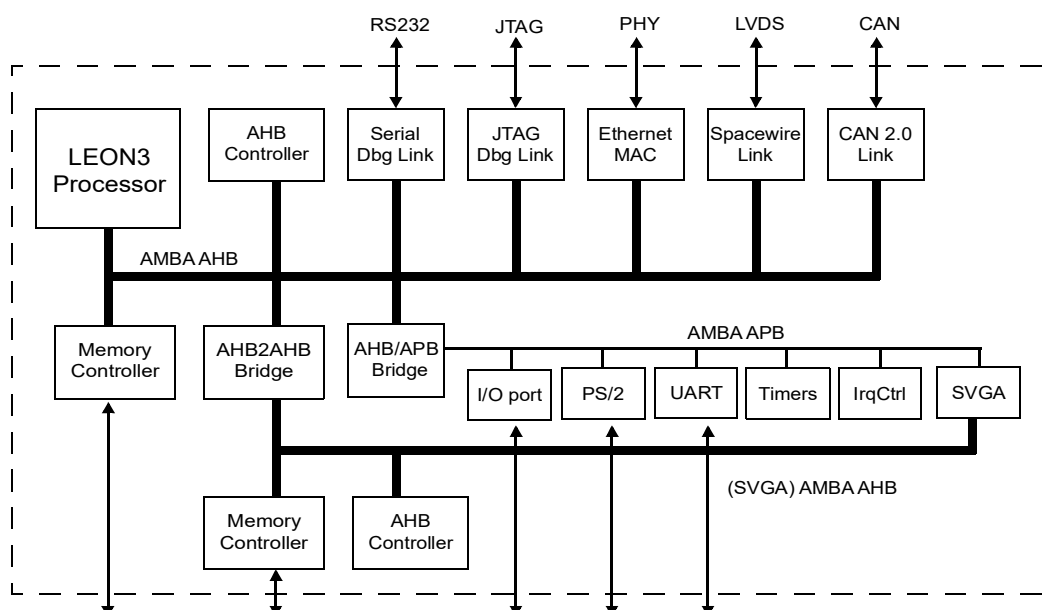 RS232
JTAG
PHY
LVDS
CAN
LEON3
Processor
AHB
Controller
Serial
Dbg Link
JTAG
Dbg Link
Ethernet
MAC
Spacewire
Link
CAN 2.0
Link
AMBA AHB
Memory
Controller
AHB2AHB
Bridge
AHB/APB
Bridge
AMBA APB
I/O port
PS/2
UART
Timers
IrqCtrl
SVGA
(SVGA) AMBA AHB
Memory
Controller
AHB
Controller